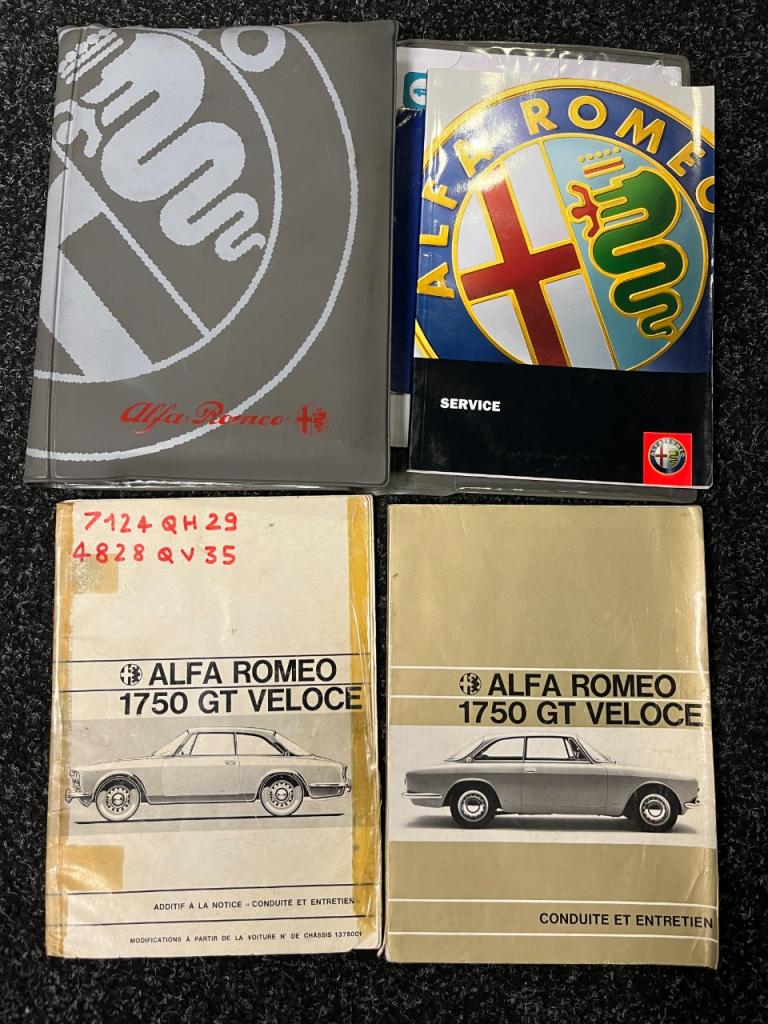 Alfa Romeo
ALFA ROMEO
SERVICE
ALFA ROMEO
7124 QH 29
4828 QV 35
ALFA ROMEO
1750 GT VELOCE
ADDITIF À LA NOTICE « CONDUITE ET ENTRETIEN
MODIFICATIONS À PARTIR DE LA VOITURE N° DE CHÂSSIS 1375001
ALFA ROMEO
1750 GT VELOCE
CONDUITE ET ENTRETIEN